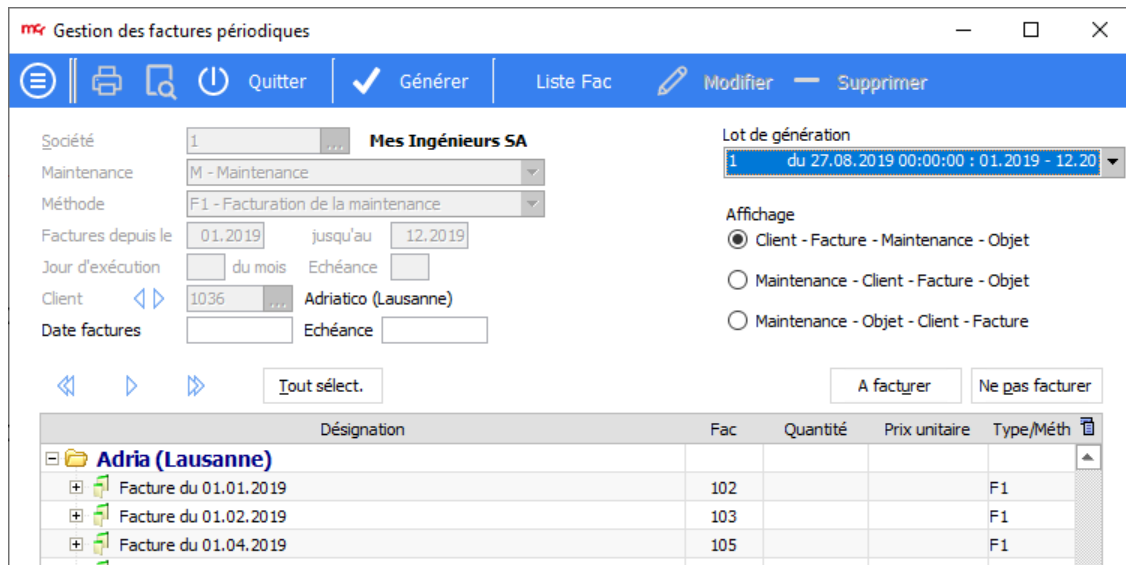 mcr Gestion des factures périodiques
Quitter Générer Liste Fac Modifier Supprimer
Société 1 ... Mes Ingénieurs SA
Lot de génération
Maintenance M - Maintenance
1 du 27.08.2019 00:00:00 : 01.2019 - 12.20
Méthode F1 - Facturation de la maintenance
Affichage
Factures depuis le 01.2019 jusqu'au 12.2019
Client - Facture - Maintenance - Objet
Jour d'exécution du mois Echéance
Maintenance - Client - Facture - Objet
Client 1036 ... Adriatico (Lausanne)
Maintenance - Objet - Client - Facture
Date factures Echéance
Tout sélect. A facturer Ne pas facturer
Désignation Fac Quantité Prix unitaire Type/Méth
Adria (Lausanne)
Facture du 01.01.2019 102 F1
Facture du 01.02.2019 103 F1
Facture du 01.04.2019 105 F1